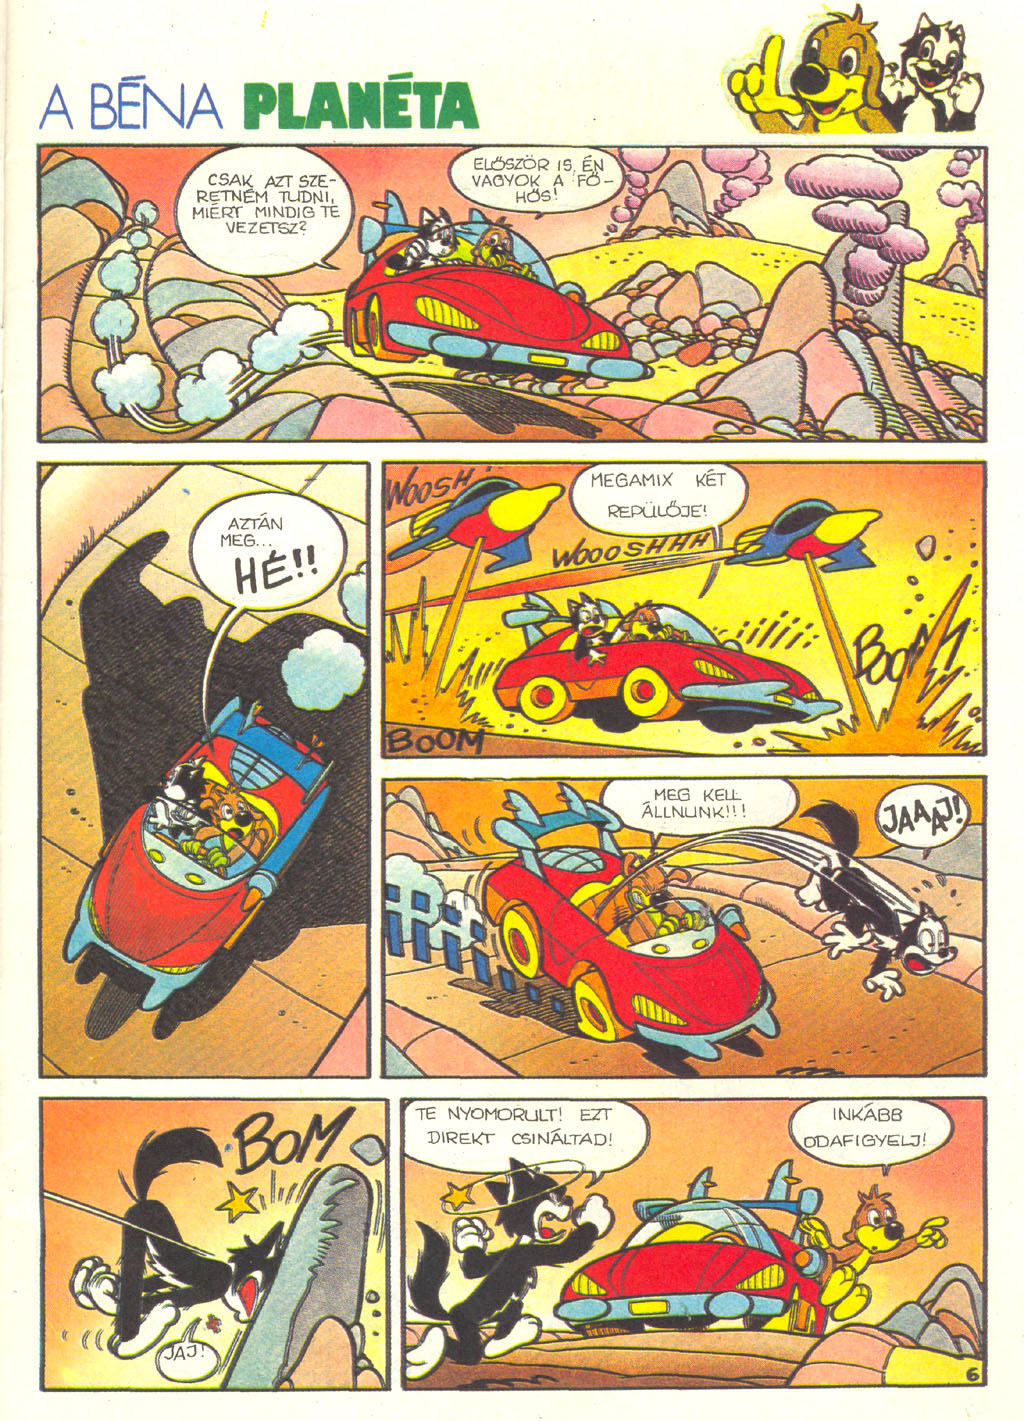 A BÉNA PLANÉTA
CSAK AZT SZE-
RETNÉM TUDNI,
MIÉRT MINDIG TE
VEZETSZ?
ELŐSZÖR IS, ÉN
VAGYOK A FŐ-
HŐS!
AZTÁN
MEG...
HÉ!!
WOOSH
MEGAMIX KÉT
REPÜLŐJE!
WOOOSHHH
BOOM!
BOOM
MEG KELL
ÁLLNUNK!!!
JAAAJ!
BOM
JAJ!
TE NYOMORULT! EZT
DIREKT CSINÁLTAD!
INKÁBB
ODAFIGYELJ!
6